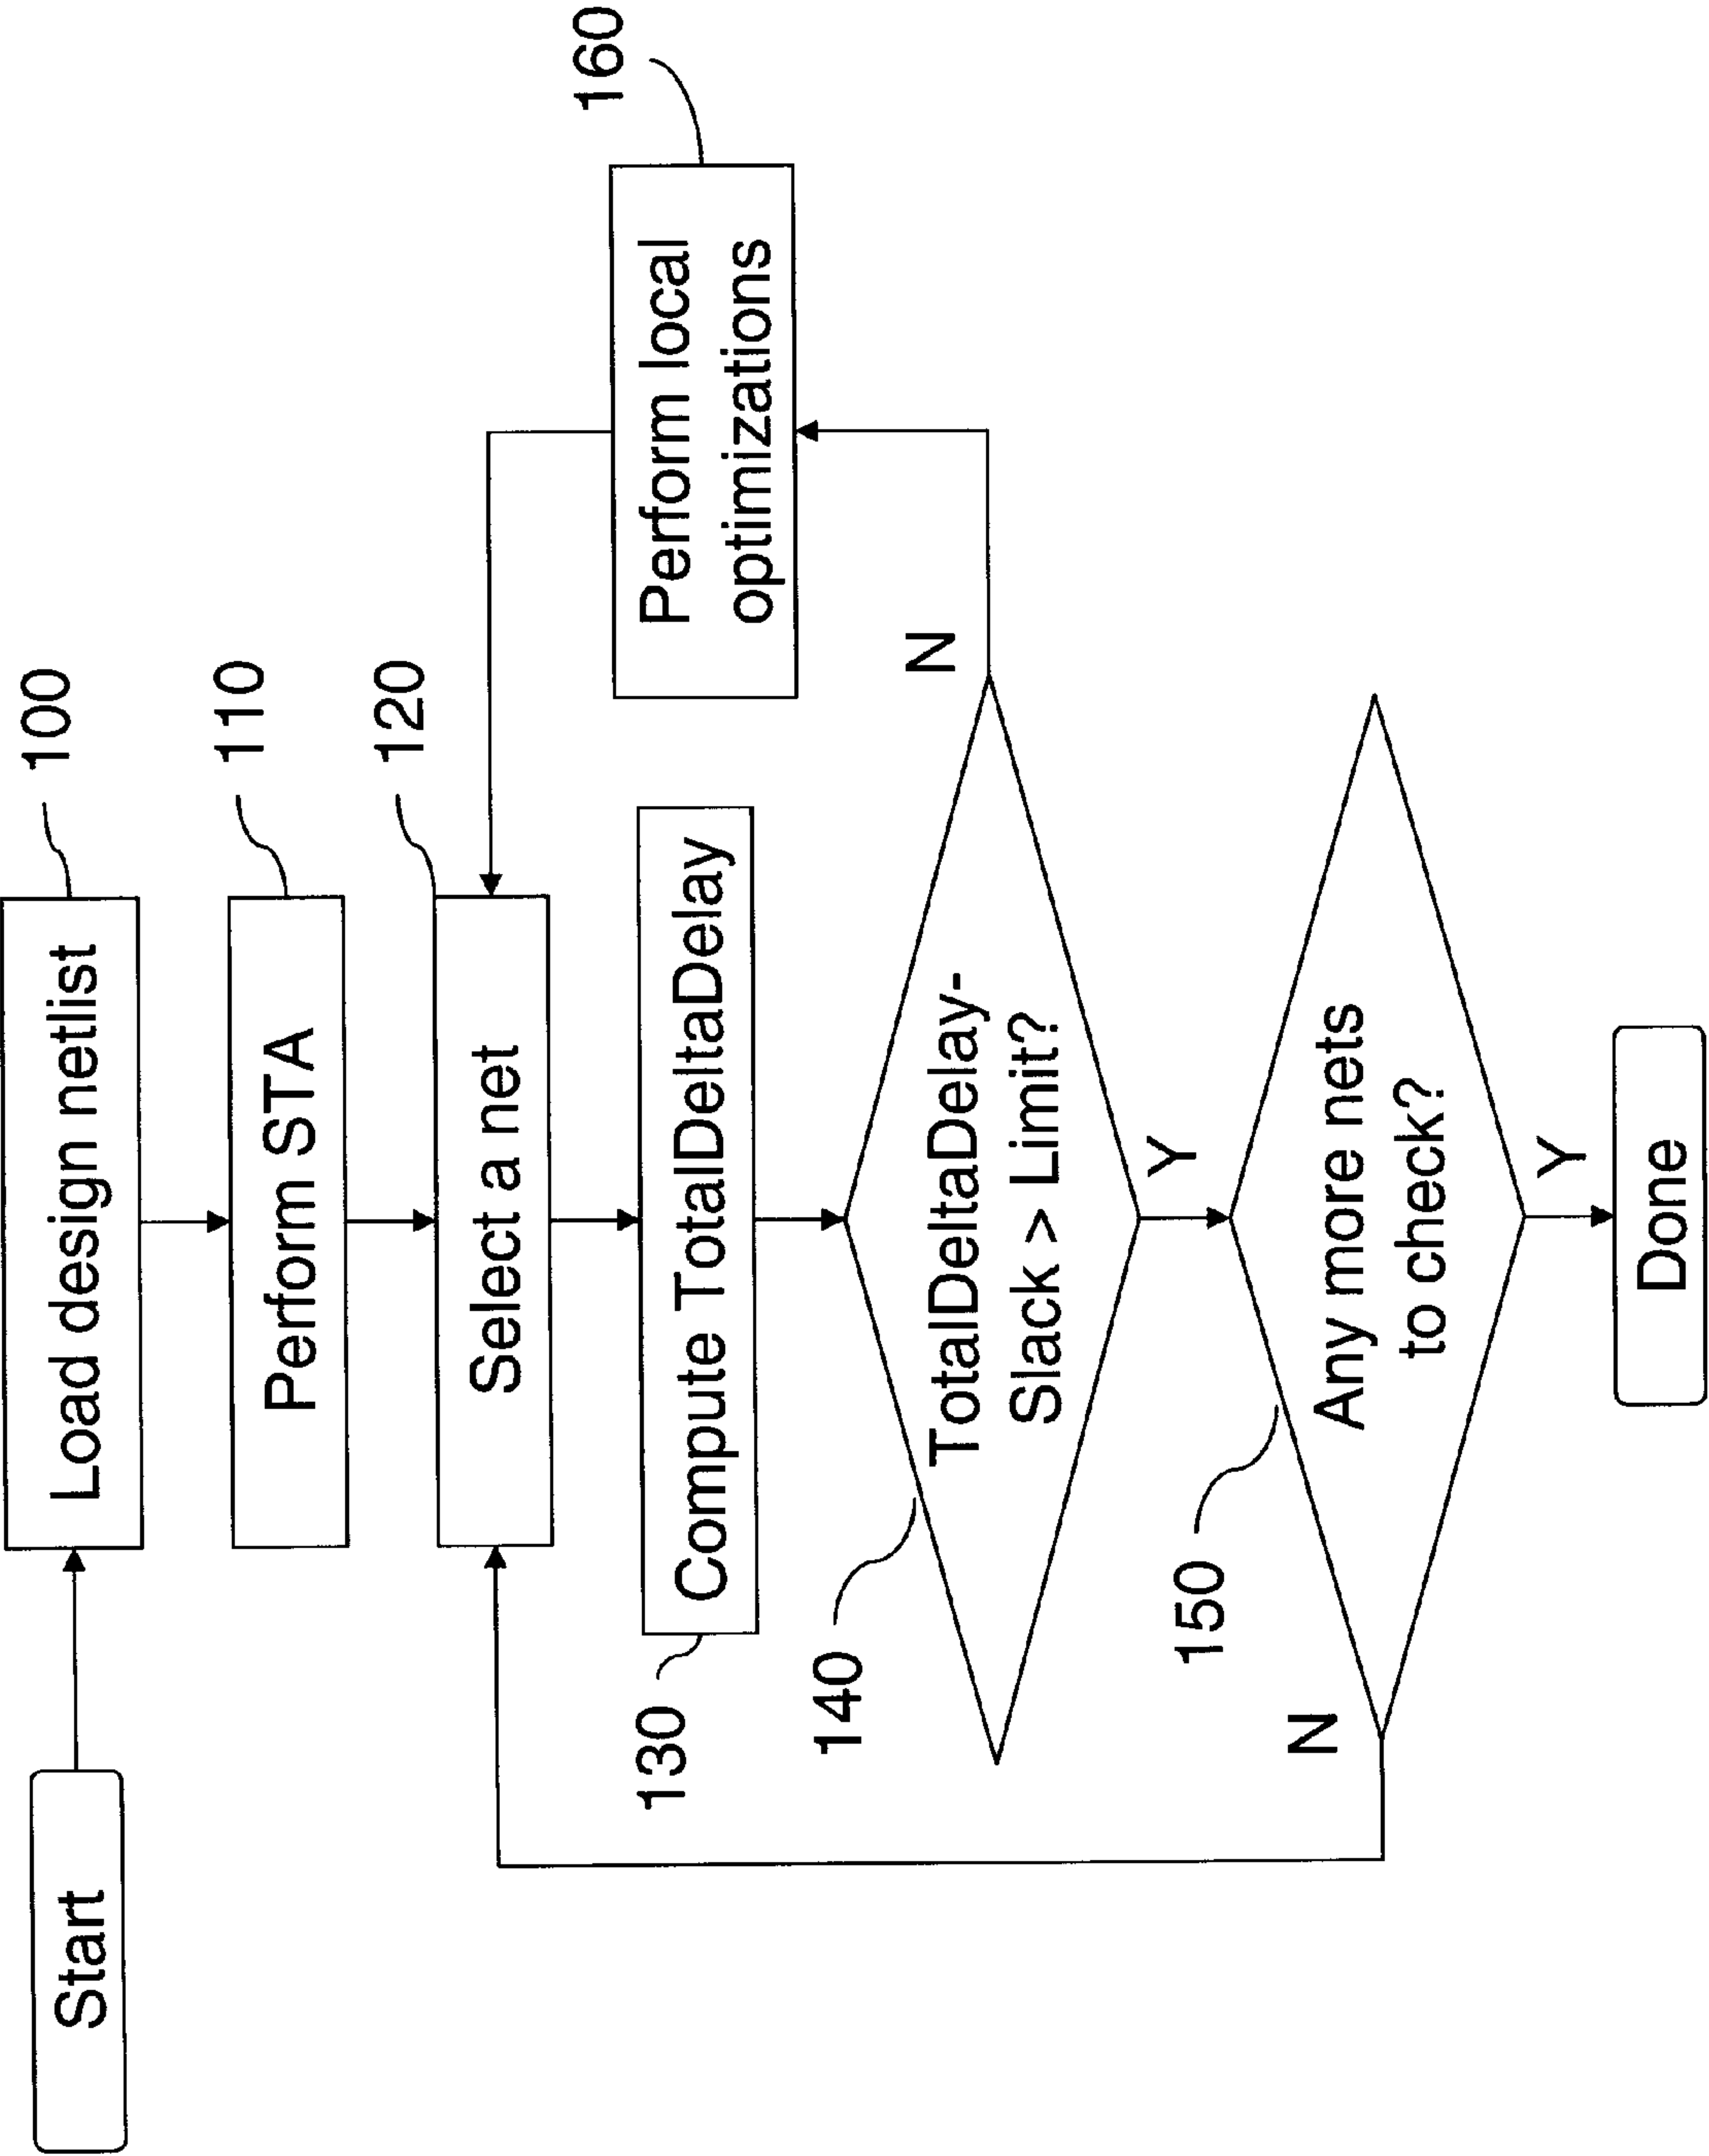 Start
Load design netlist
100
Perform STA
110
Select a net
120
130
Compute TotalDeltaDelay
Perform local
optimizations
160
140
TotalDeltaDelay-
Slack > Limit?
N
Y
150
Any more nets
to check?
N
Y
Done